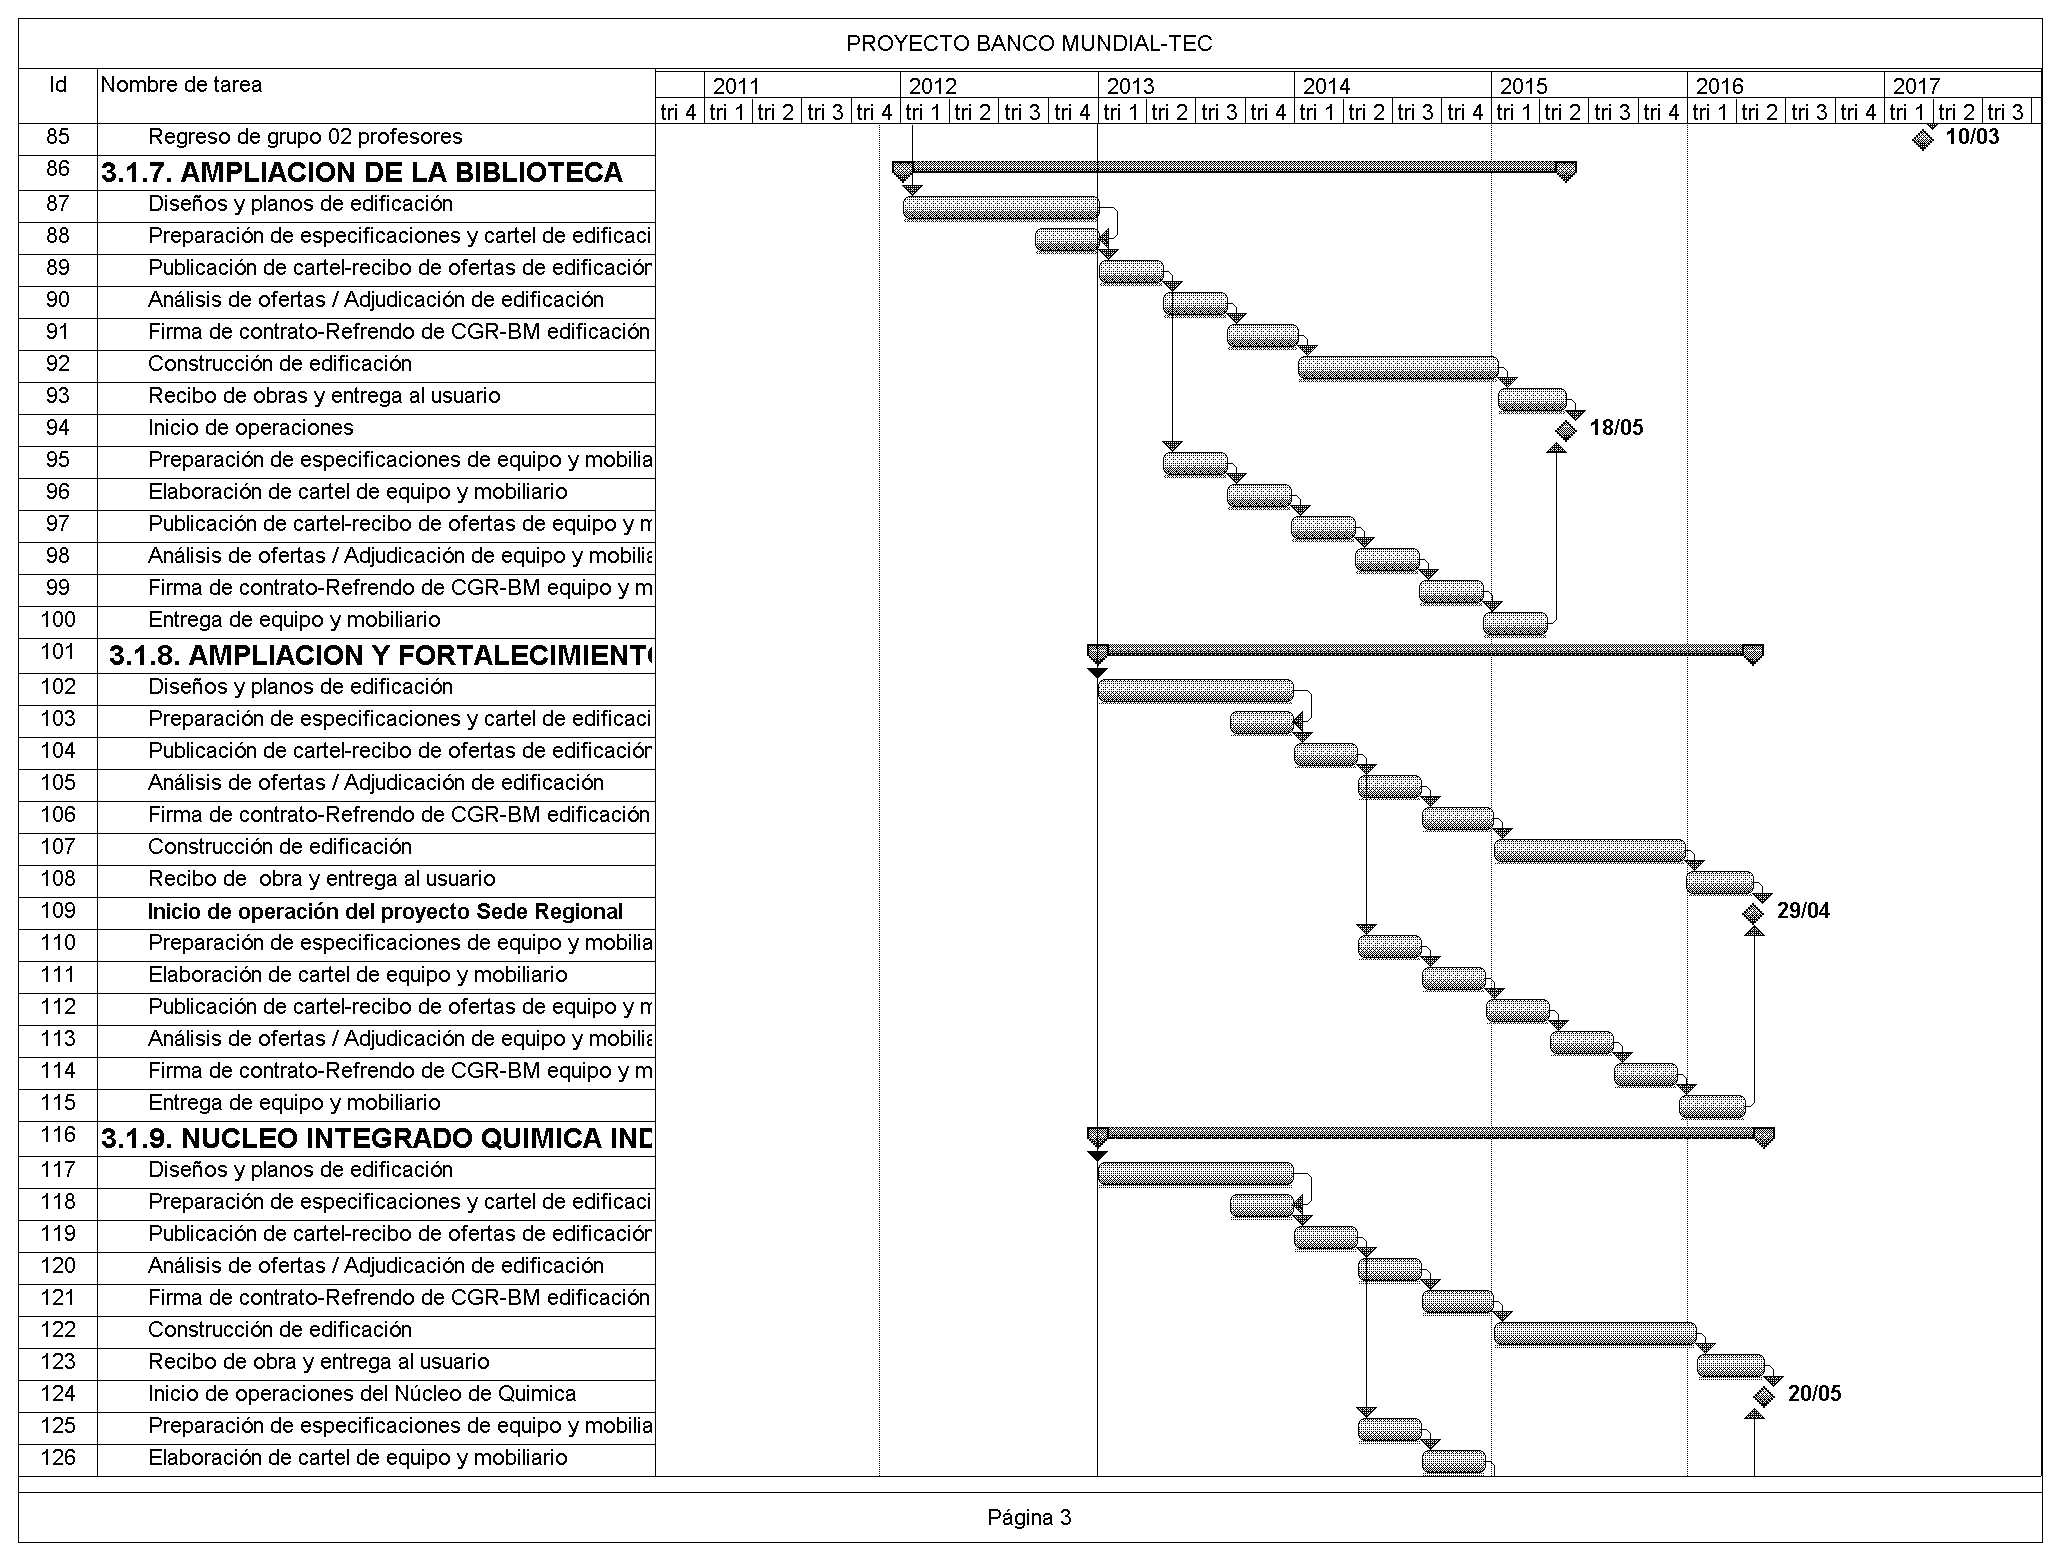 PROYECTO BANCO MUNDIAL-TEC
Id Nombre de tarea 2011 2012 2013 2014 2015 2016 2017
tri 4 tri 1 tri 2 tri 3 tri 4 tri 1 tri 2 tri 3 tri 4 tri 1 tri 2 tri 3 tri 4 tri 1 tri 2 tri 3 tri 4 tri 1 tri 2 tri 3 tri 4 tri 1 tri 2 tri 3 tri 4 tri 1 tri 2 tri 3
85 Regreso de grupo 02 profesores 10/03
86 3.1.7. AMPLIACION DE LA BIBLIOTECA
87 Diseños y planos de edificación
88 Preparación de especificaciones y cartel de edificaci
89 Publicación de cartel-recibo de ofertas de edificación
90 Análisis de ofertas / Adjudicación de edificación
91 Firma de contrato-Refrendo de CGR-BM edificación
92 Construcción de edificación
93 Recibo de obras y entrega al usuario
94 Inicio de operaciones 18/05
95 Preparación de especificaciones de equipo y mobilia
96 Elaboración de cartel de equipo y mobiliario
97 Publicación de cartel-recibo de ofertas de equipo y m
98 Análisis de ofertas / Adjudicación de equipo y mobilia
99 Firma de contrato-Refrendo de CGR-BM equipo y m
100 Entrega de equipo y mobiliario
101 3.1.8. AMPLIACION Y FORTALECIMIENTO
102 Diseños y planos de edificación
103 Preparación de especificaciones y cartel de edificaci
104 Publicación de cartel-recibo de ofertas de edificación
105 Análisis de ofertas / Adjudicación de edificación
106 Firma de contrato-Refrendo de CGR-BM edificación
107 Construcción de edificación
108 Recibo de obra y entrega al usuario
109 Inicio de operación del proyecto Sede Regional 29/04
110 Preparación de especificaciones de equipo y mobilia
111 Elaboración de cartel de equipo y mobiliario
112 Publicación de cartel-recibo de ofertas de equipo y m
113 Análisis de ofertas / Adjudicación de equipo y mobilia
114 Firma de contrato-Refrendo de CGR-BM equipo y m
115 Entrega de equipo y mobiliario
116 3.1.9. NUCLEO INTEGRADO QUIMICA IND
117 Diseños y planos de edificación
118 Preparación de especificaciones y cartel de edificaci
119 Publicación de cartel-recibo de ofertas de edificación
120 Análisis de ofertas / Adjudicación de edificación
121 Firma de contrato-Refrendo de CGR-BM edificación
122 Construcción de edificación
123 Recibo de obra y entrega al usuario
124 Inicio de operaciones del Núcleo de Quimica 20/05
125 Preparación de especificaciones de equipo y mobilia
126 Elaboración de cartel de equipo y mobiliario
Página 3